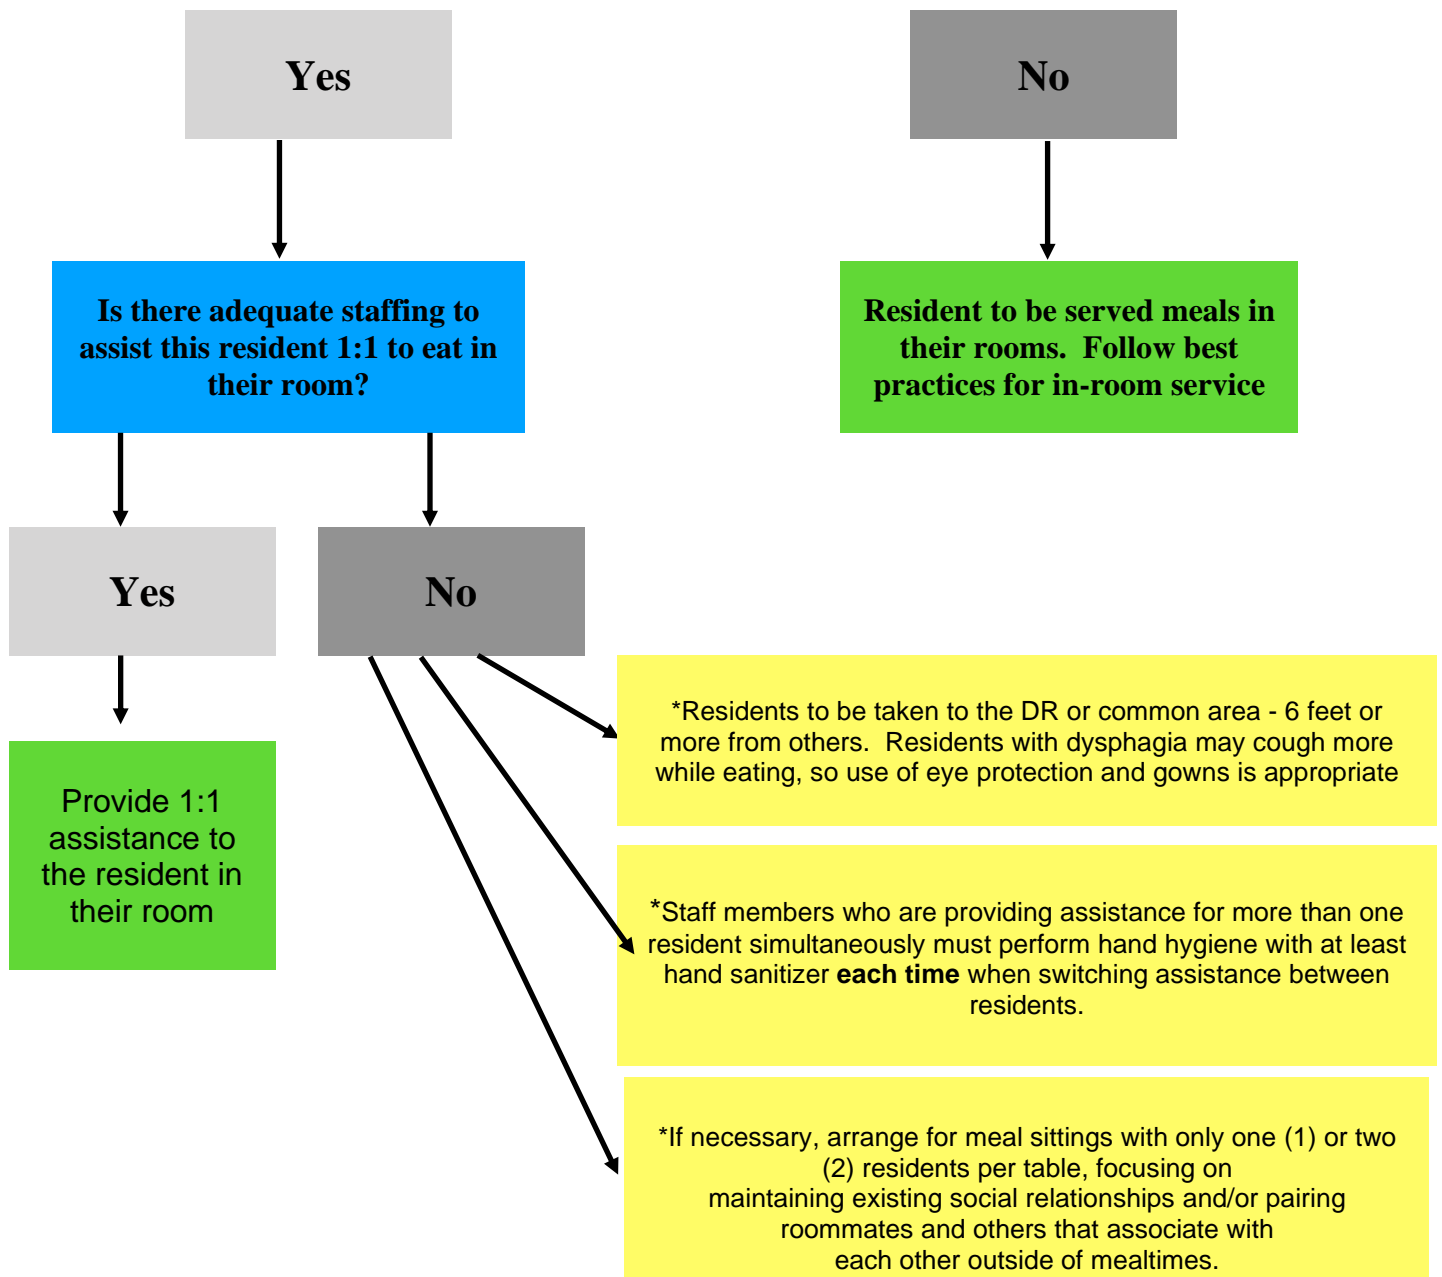 Yes
No
Is there adequate staffing to
assist this resident 1:1 to eat in
their room?
Resident to be served meals in
their rooms.  Follow best
practices for in-room service
Yes
No
Provide 1:1
assistance to
the resident in
their room
*Residents to be taken to the DR or common area - 6 feet or
more from others.  Residents with dysphagia may cough more
while eating, so use of eye protection and gowns is appropriate
*Staff members who are providing assistance for more than one
resident simultaneously must perform hand hygiene with at least
hand sanitizer each time when switching assistance between
residents.
*If necessary, arrange for meal sittings with only one (1) or two
(2) residents per table, focusing on
maintaining existing social relationships and/or pairing
roommates and others that associate with
each other outside of mealtimes.